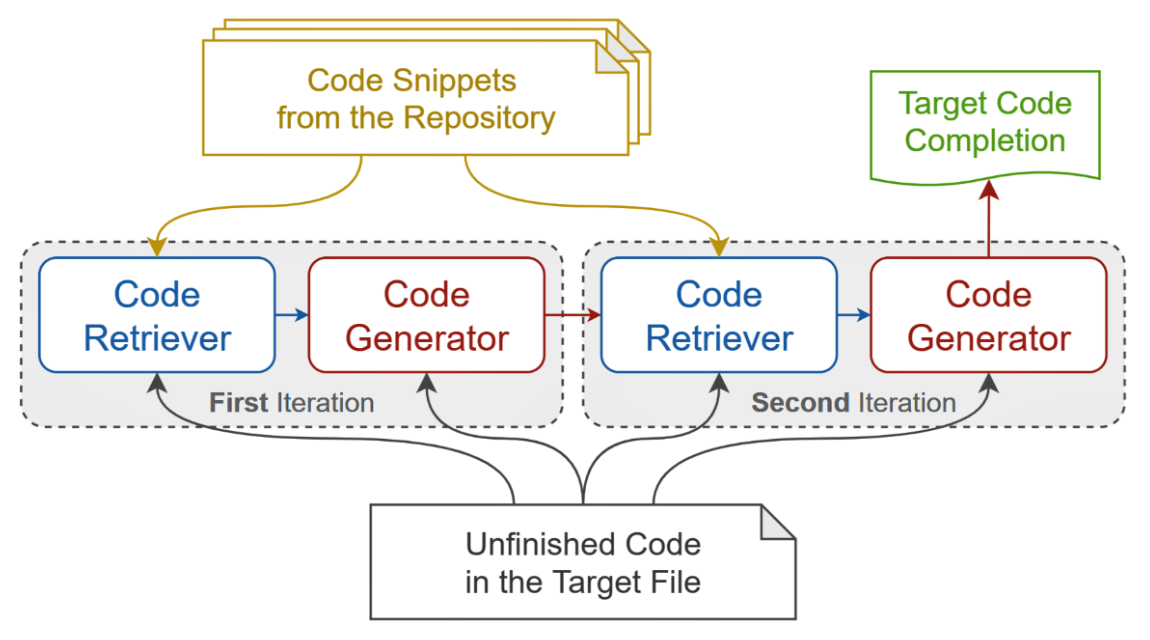 Code Snippets
from the Repository
Target Code
Completion
Code
Retriever
Code
Generator
Code
Retriever
Code
Generator
First Iteration
Second Iteration
Unfinished Code
in the Target File